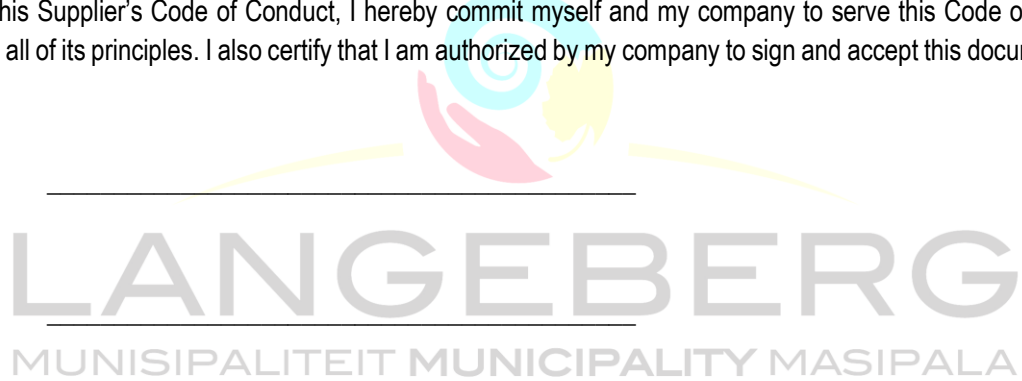 his Supplier's Code of Conduct, I hereby commit myself and my company to serve this Code o
all of its principles. I also certify that I am authorized by my company to sign and accept this docu
LANGEBERG
MUNISIPALITEIT MUNICIPALITY MASIPALA